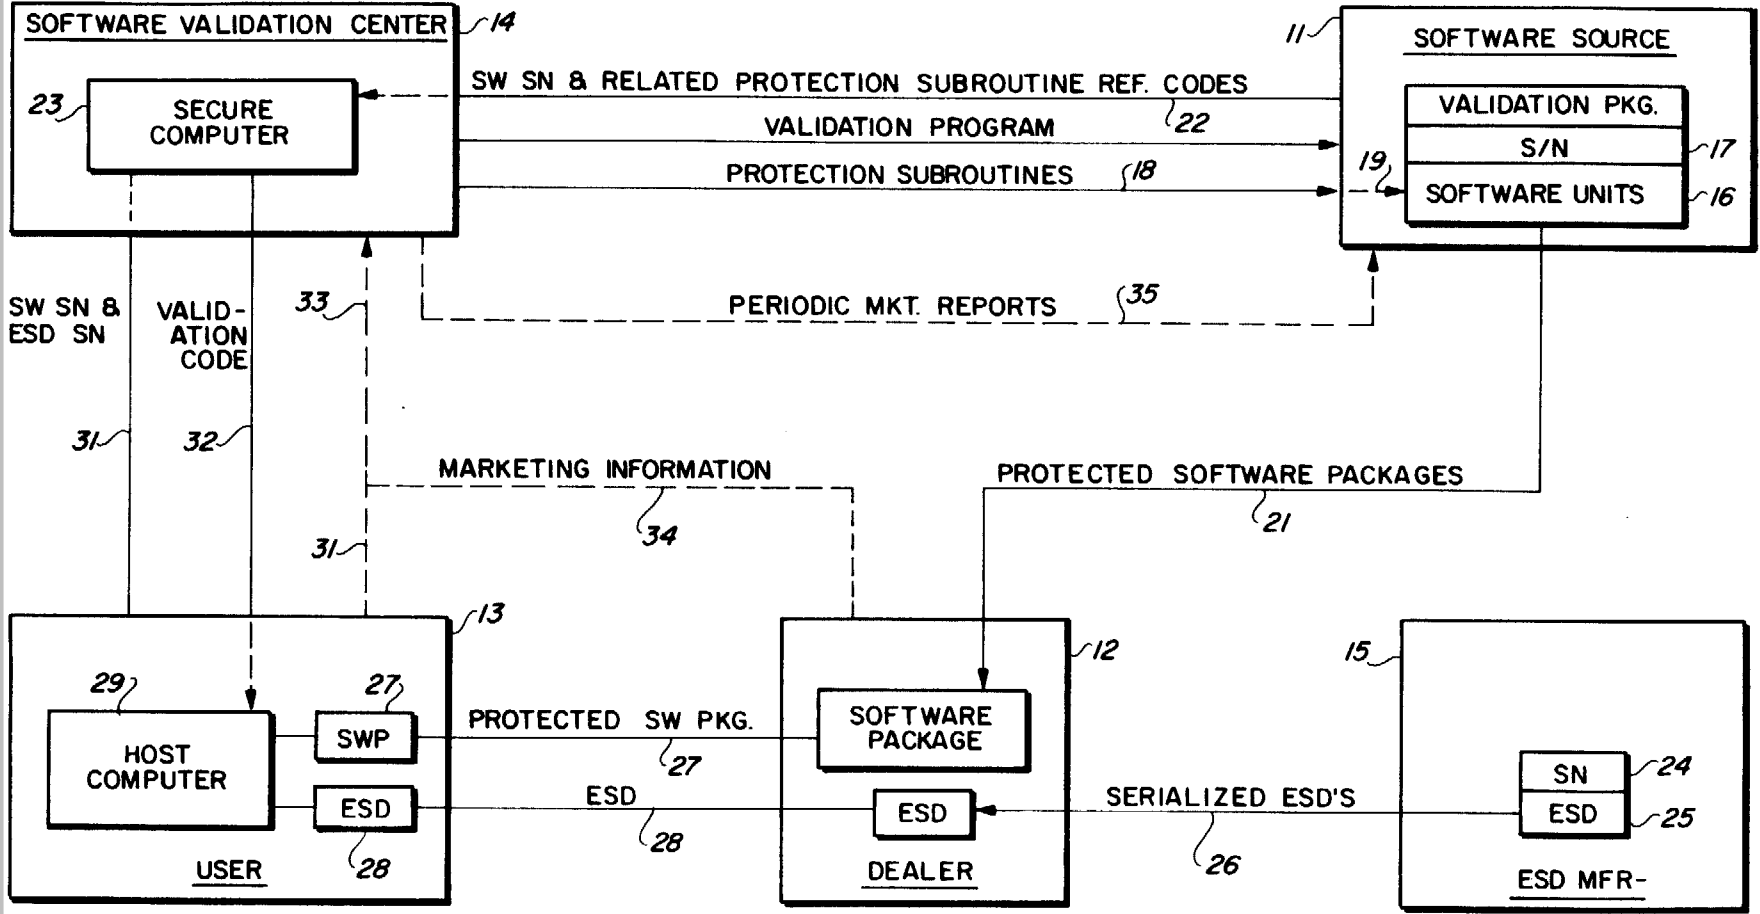 SOFTWARE VALIDATION CENTER
14
23
SECURE
COMPUTER
SW SN & RELATED PROTECTION SUBROUTINE REF. CODES
22
VALIDATION PROGRAM
PROTECTION SUBROUTINES
18
11
SOFTWARE SOURCE
VALIDATION PKG.
S/N
17
19
SOFTWARE UNITS
16
SW SN &
ESD SN
VALID-
ATION
CODE
33
PERIODIC MKT. REPORTS
35
31
32
MARKETING INFORMATION
34
31
PROTECTED SOFTWARE PACKAGES
21
13
29
HOST
COMPUTER
27
SWP
ESD
28
USER
PROTECTED SW PKG.
27
ESD
28
12
SOFTWARE
PACKAGE
ESD
DEALER
SERIALIZED ESD'S
26
15
SN
24
ESD
25
ESD MFR-